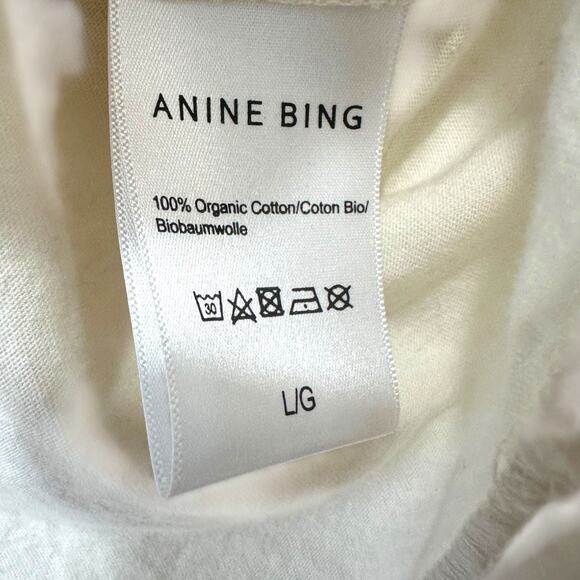 ANINE BING
100% Organic Cotton/Coton Bio/
Biobaumwolle
30
L/G